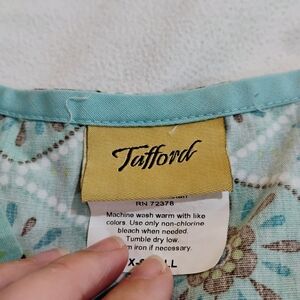 Tafford
RN 72378
Machine wash warm with like
colors. Use only non-chlorine
bleach when needed.
Tumble dry low.
iron if necessary.